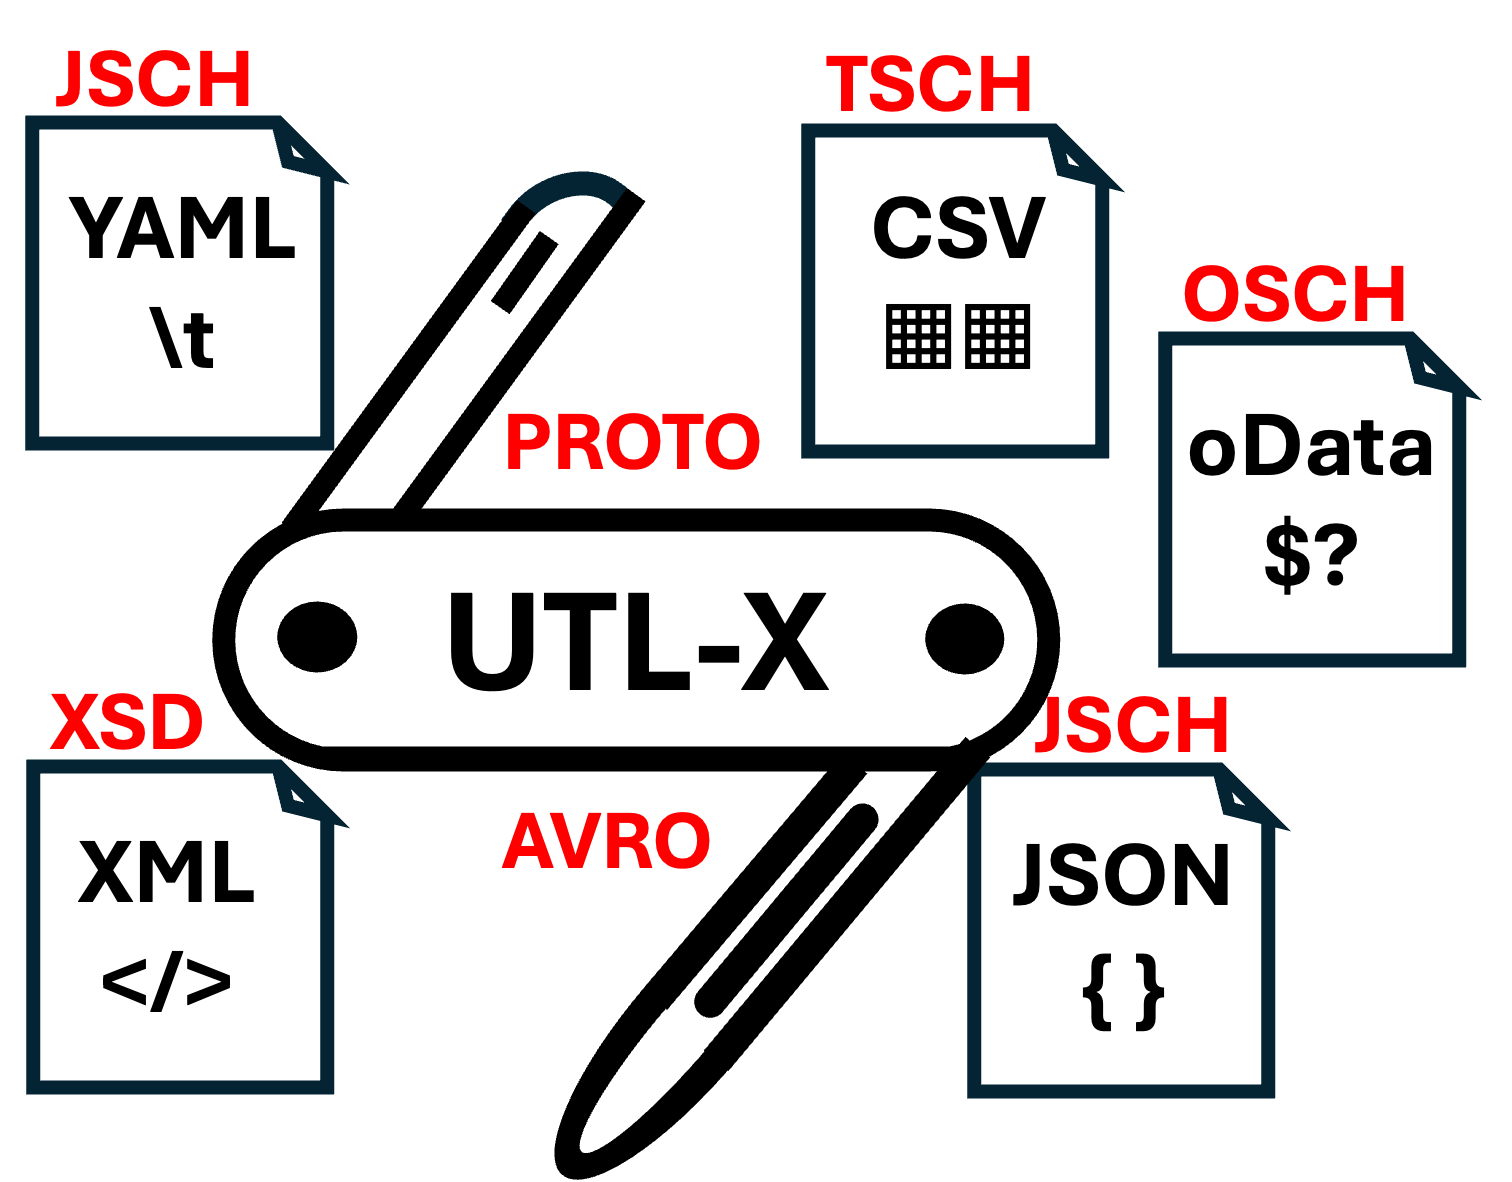 JSCH
YAML
\t
TSCH
CSV
OSCH
oData
$?
PROTO
UTL-X
XSD
XML
</>
AVRO
JSCH
JSON
{ }